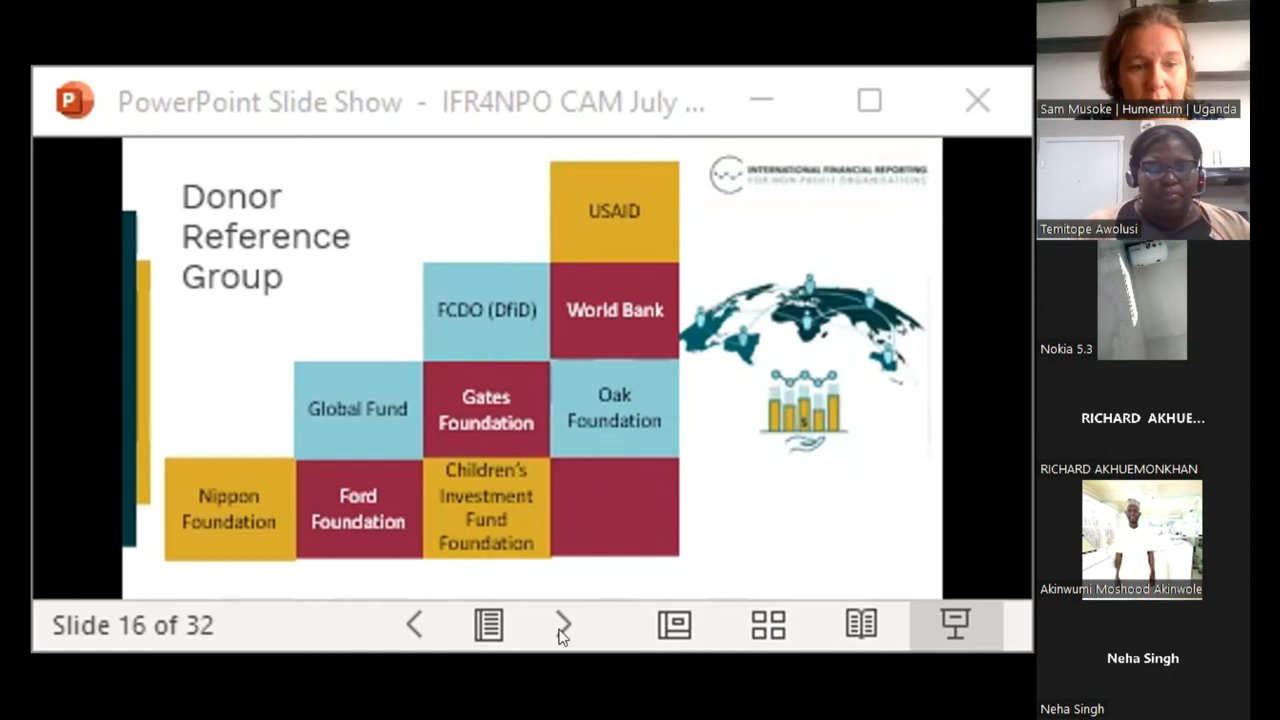 PowerPoint Slide Show - IFR4NPO CAM July ...
Donor
Reference
Group
INTERNATIONAL FINANCIAL REPORTING
FOR NON-PROFIT ORGANISATIONS
USAID
FCDO (DfiD)
World Bank
Global Fund
Gates
Foundation
Oak
Foundation
Nippon
Foundation
Ford
Foundation
Children's
Investment
Fund
Foundation
Slide 16 of 32
Sam Musoke | Humentum | Uganda
Temitope Awolusi
Nokia 5.3
RICHARD AKHUE...
RICHARD AKHUEMONKHAN
Akinwumi Moshood Akinwole
Neha Singh
Neha Singh